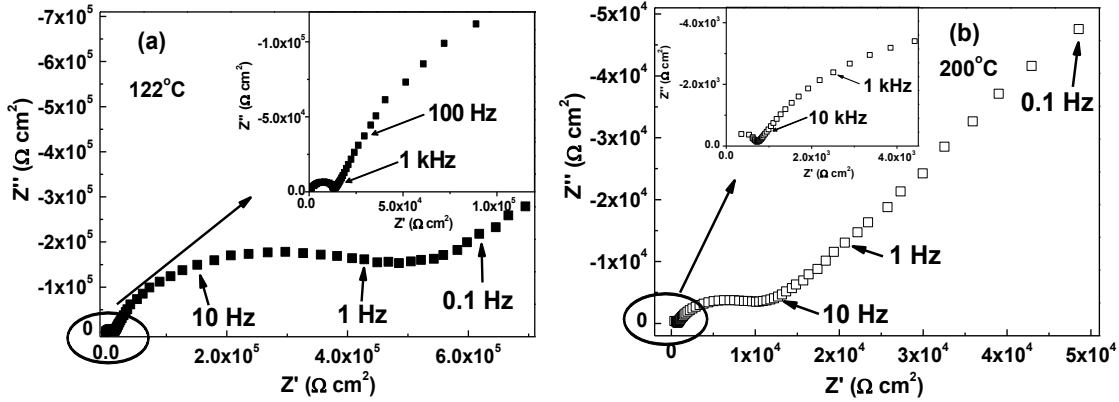 (a)
122°C
Z'' (Ω cm²)
-7x10⁵
-6x10⁵
-5x10⁵
-4x10⁵
-3x10⁵
-2x10⁵
-1x10⁵
0
0.0
2.0x10⁵
4.0x10⁵
6.0x10⁵
Z' (Ω cm²)
10 Hz
1 Hz
0.1 Hz
Z'' (Ω cm²)
-1.0x10⁵
-5.0x10⁴
0.0
0.0
5.0x10⁴
1.0x10⁵
Z' (Ω cm²)
100 Hz
1 kHz
(b)
200°C
Z'' (Ω cm²)
-5x10⁴
-4x10⁴
-3x10⁴
-2x10⁴
-1x10⁴
0
0
1x10⁴
2x10⁴
3x10⁴
4x10⁴
5x10⁴
Z' (Ω cm²)
0.1 Hz
1 Hz
10 Hz
Z'' (Ω cm²)
-4.0x10³
-2.0x10³
0.0
0.0
2.0x10³
4.0x10³
Z' (Ω cm²)
1 kHz
10 kHz